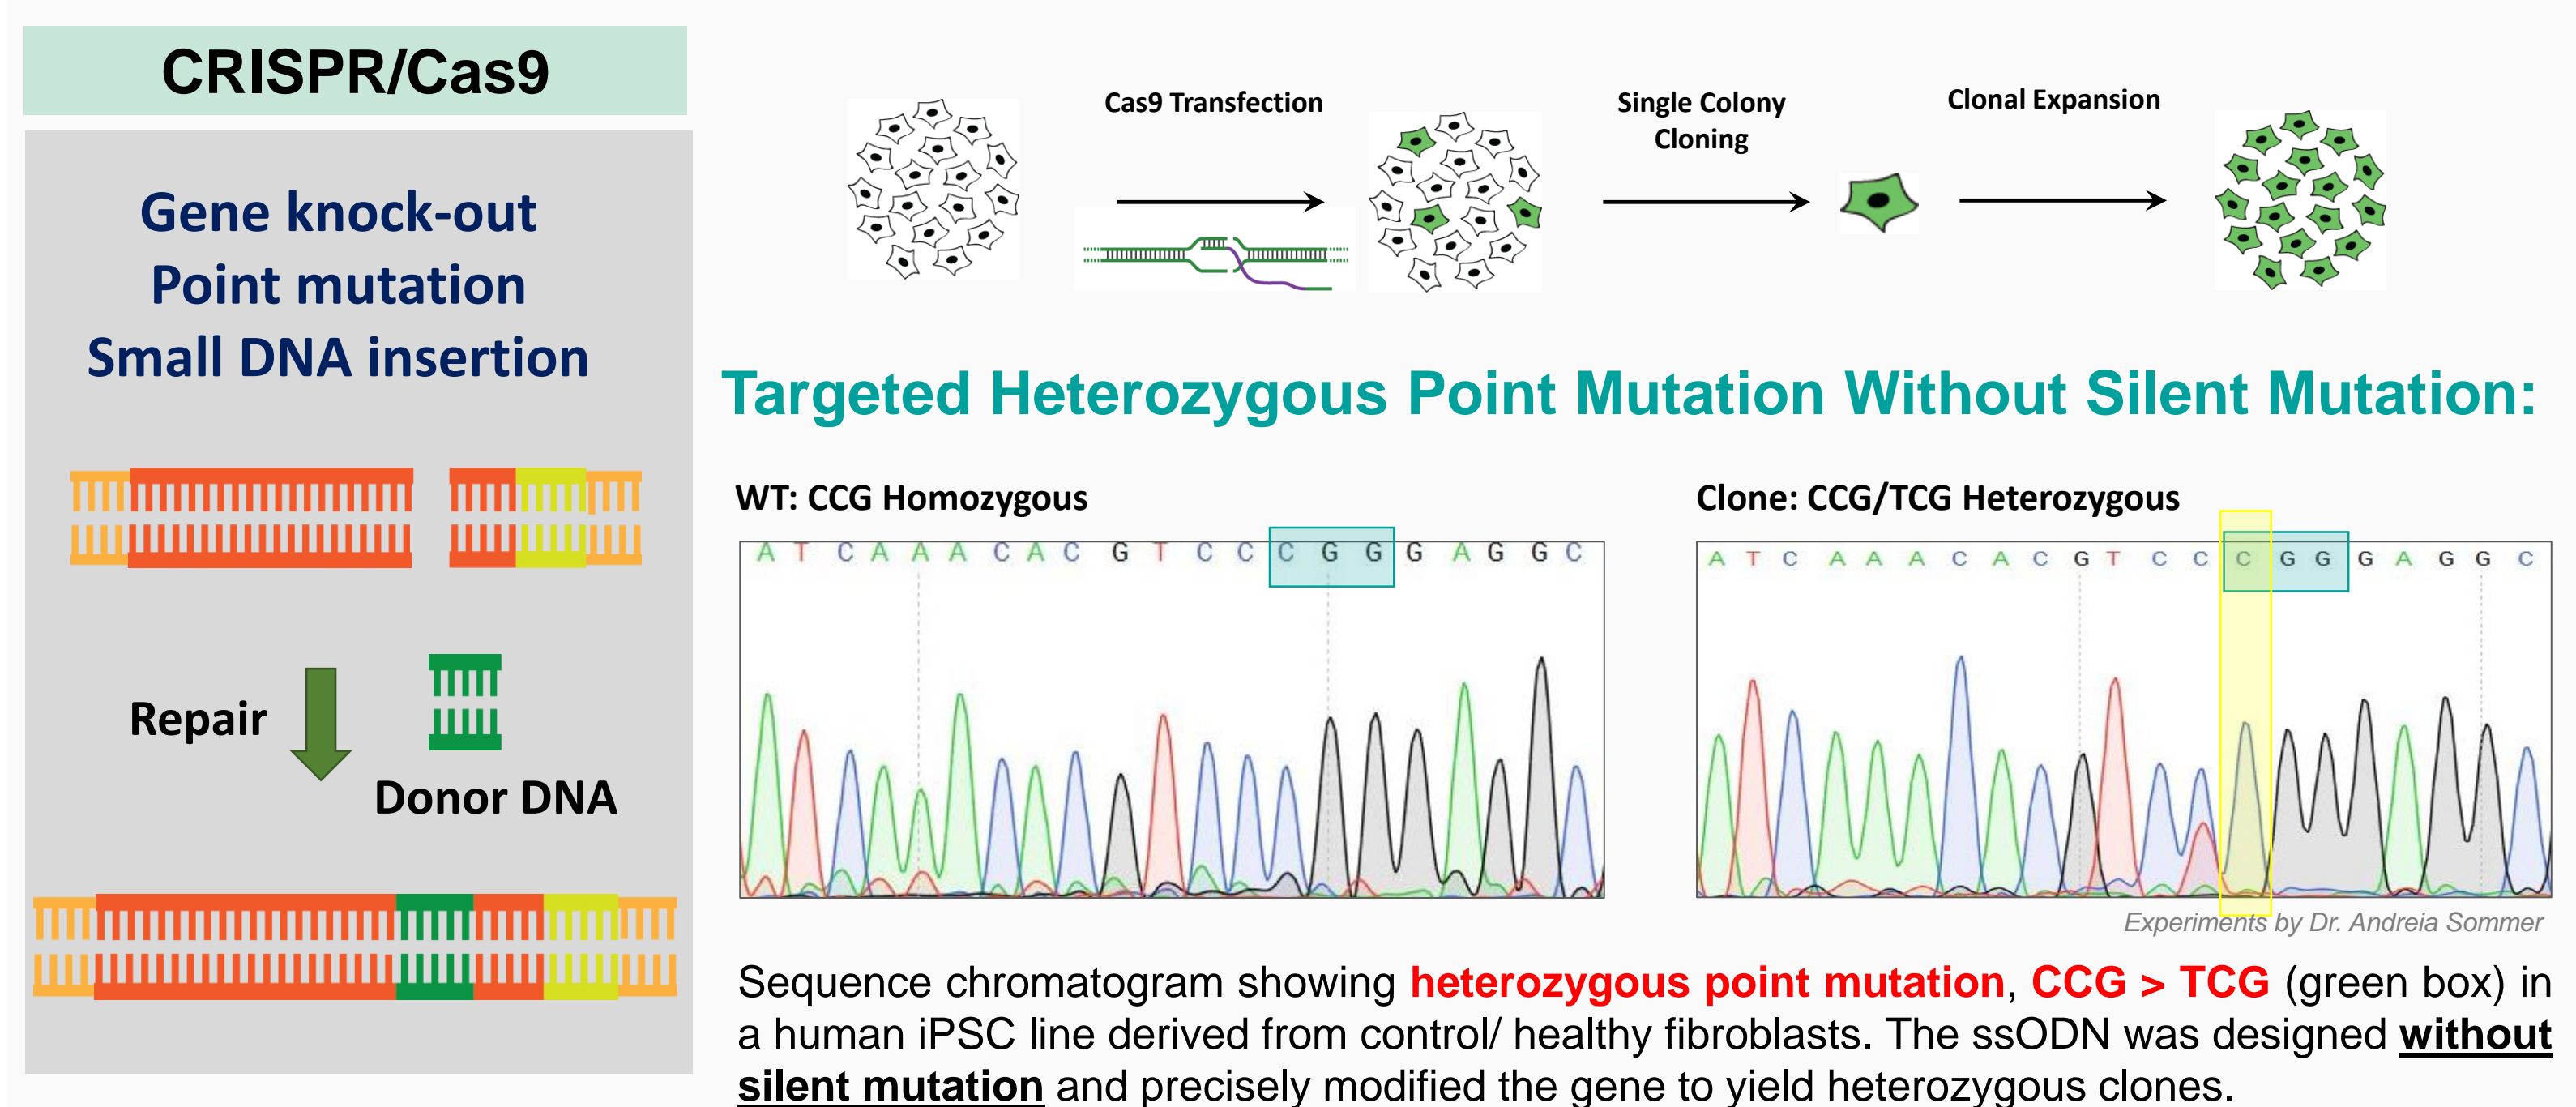 CRISPR/Cas9
Gene knock-out
Point mutation
Small DNA insertion
Repair
Donor DNA
Cas9 Transfection
Single Colony
Cloning
Clonal Expansion
Targeted Heterozygous Point Mutation Without Silent Mutation:
WT: CCG Homozygous
A T C A A A C A C G T C C C G G G A G G C
Clone: CCG/TCG Heterozygous
A T C A A A C A C G T C C C G G G A G G C
Experiments by Dr. Andreia Sommer
Sequence chromatogram showing heterozygous point mutation, CCG > TCG (green box) in
a human iPSC line derived from control/ healthy fibroblasts. The ssODN was designed without
silent mutation and precisely modified the gene to yield heterozygous clones.